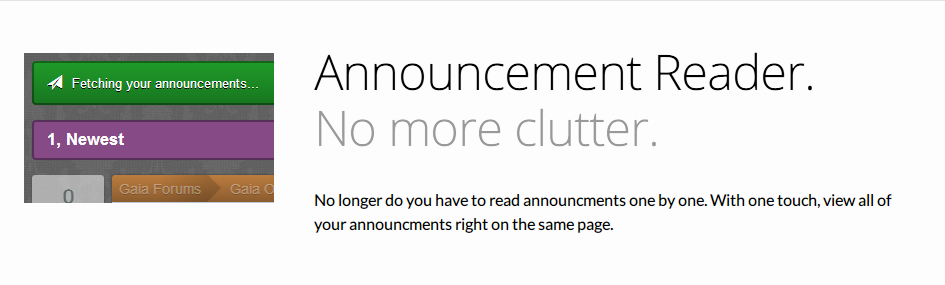 Fetching your announcements...
1, Newest
0
Gaia Forums
Gaia O
Announcement Reader.
No more clutter.
No longer do you have to read announcments one by one. With one touch, view all of
your announcments right on the same page.